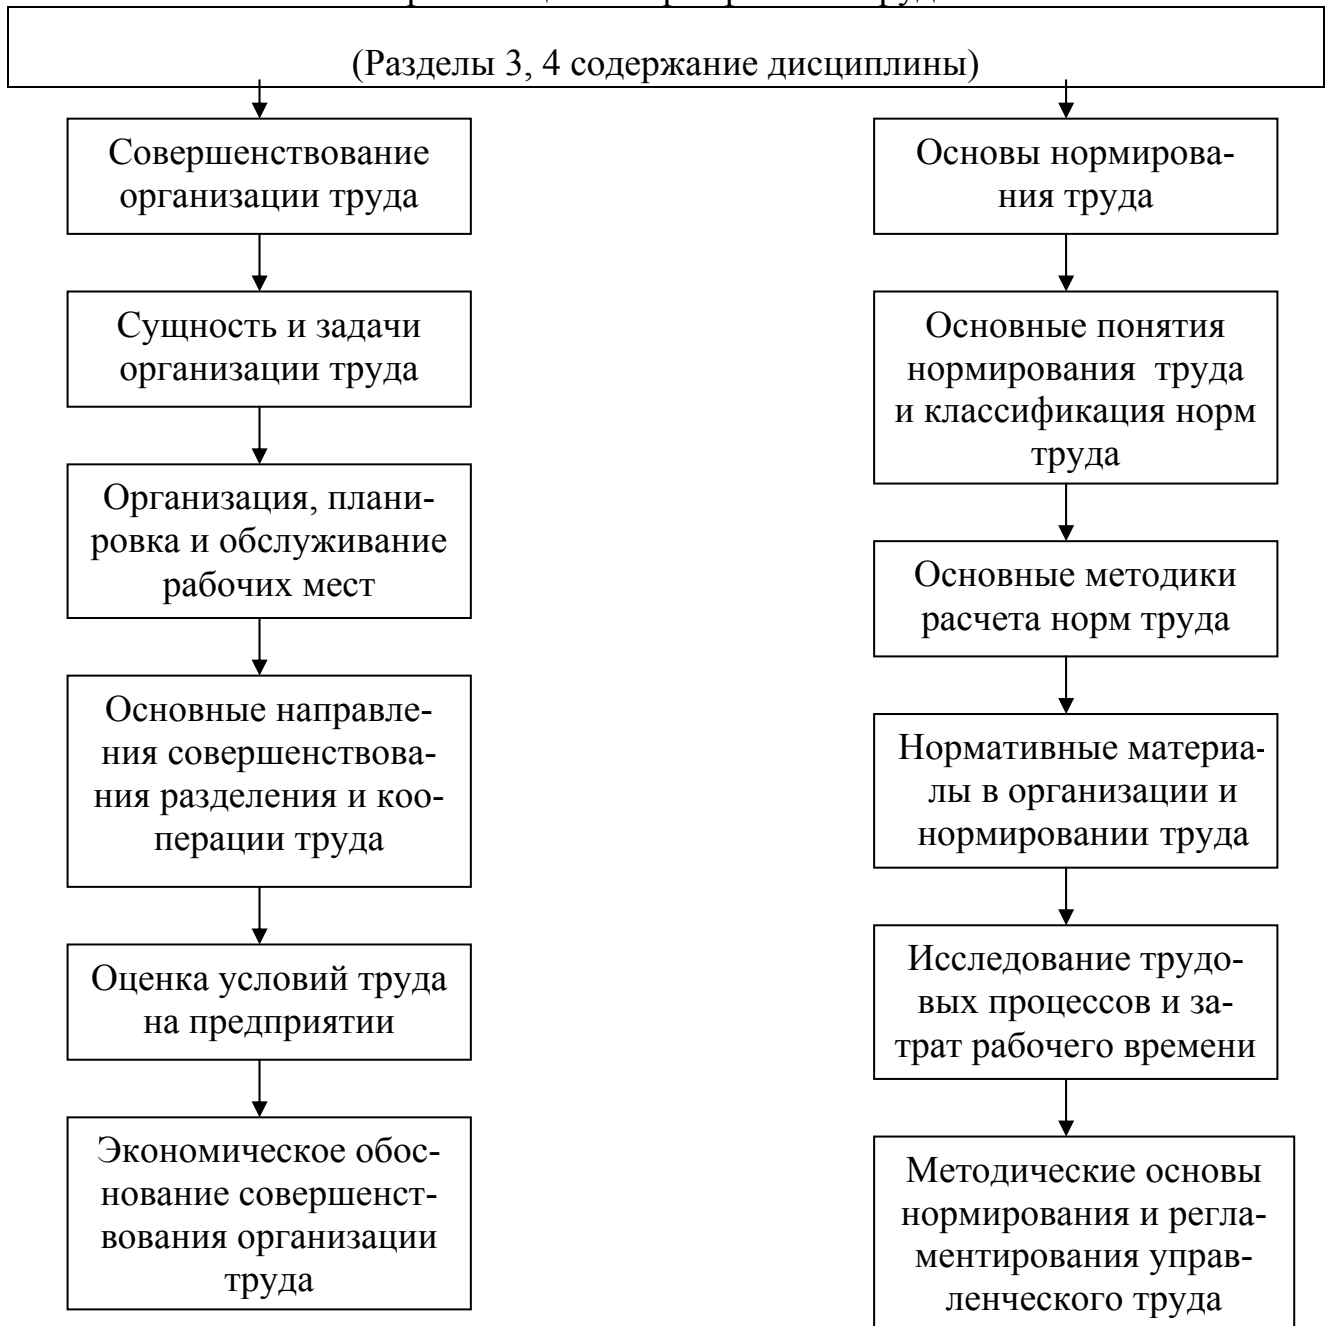 (Разделы 3, 4 содержание дисциплины)
Совершенствование
организации труда
Сущность и задачи
организации труда
Организация, плани-
ровка и обслуживание
рабочих мест
Основные направле-
ния совершенствова-
ния разделения и коо-
перации труда
Оценка условий труда
на предприятии
Экономическое обос-
нование совершенст-
вования организации
труда
Основы нормирова-
ния труда
Основные понятия
нормирования труда
и классификация норм
труда
Основные методики
расчета норм труда
Нормативные материа-
лы в организации и
нормировании труда
Исследование трудо-
вых процессов и за-
трат рабочего времени
Методические основы
нормирования и регла-
ментирования управ-
ленческого труда